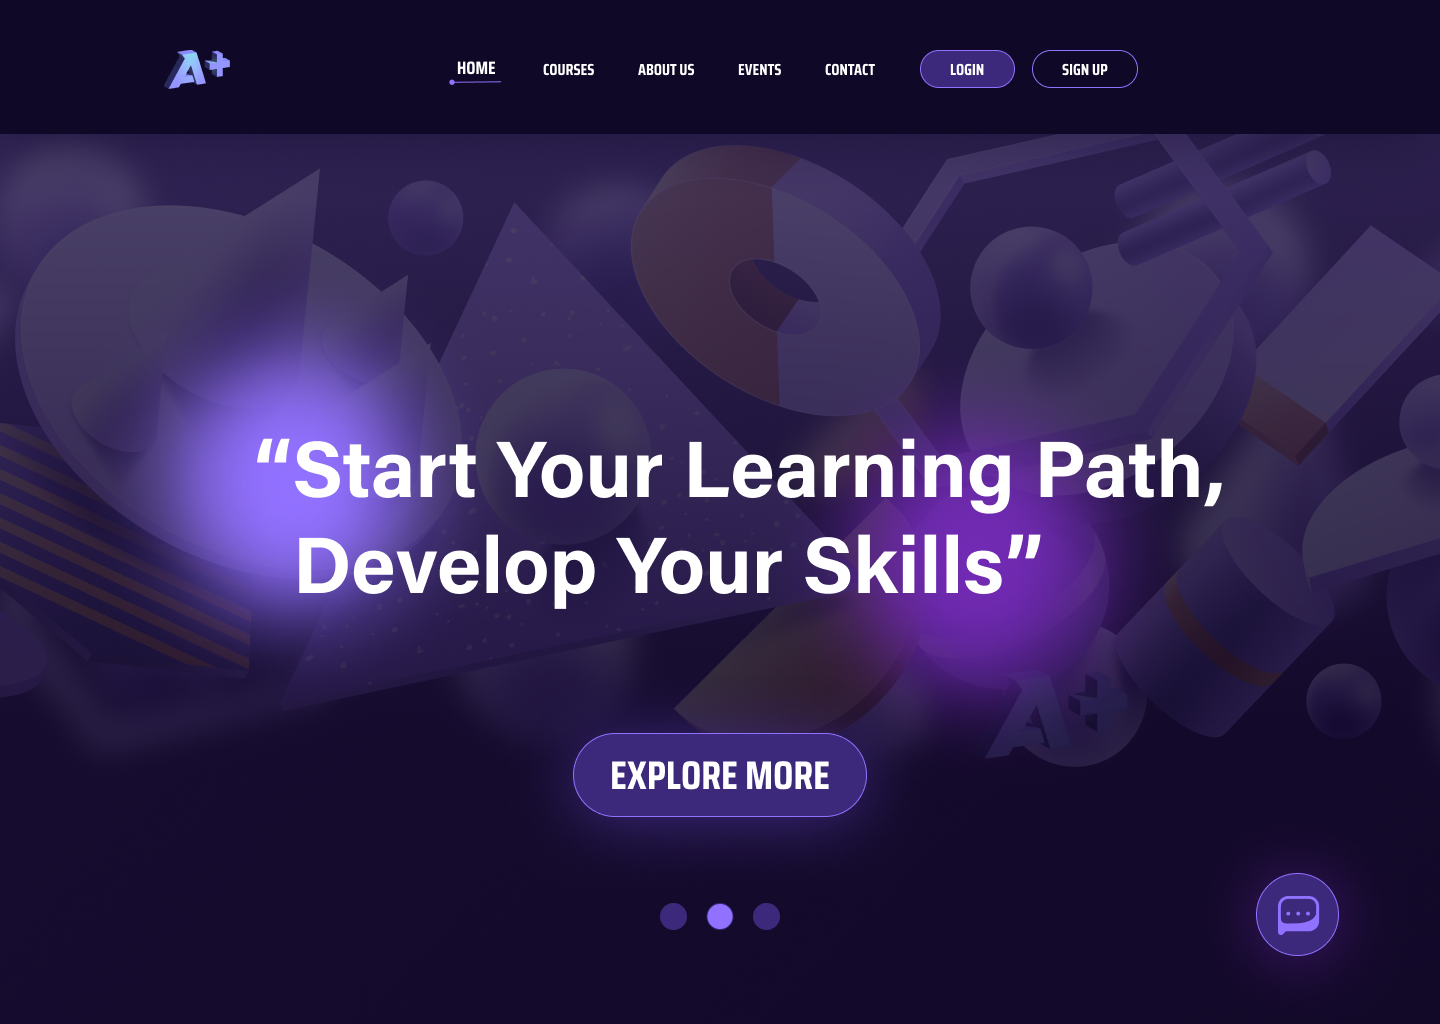 A+
HOME
COURSES
ABOUT US
EVENTS
CONTACT
LOGIN
SIGN UP
“Start Your Learning Path,
Develop Your Skills”
A+
EXPLORE MORE